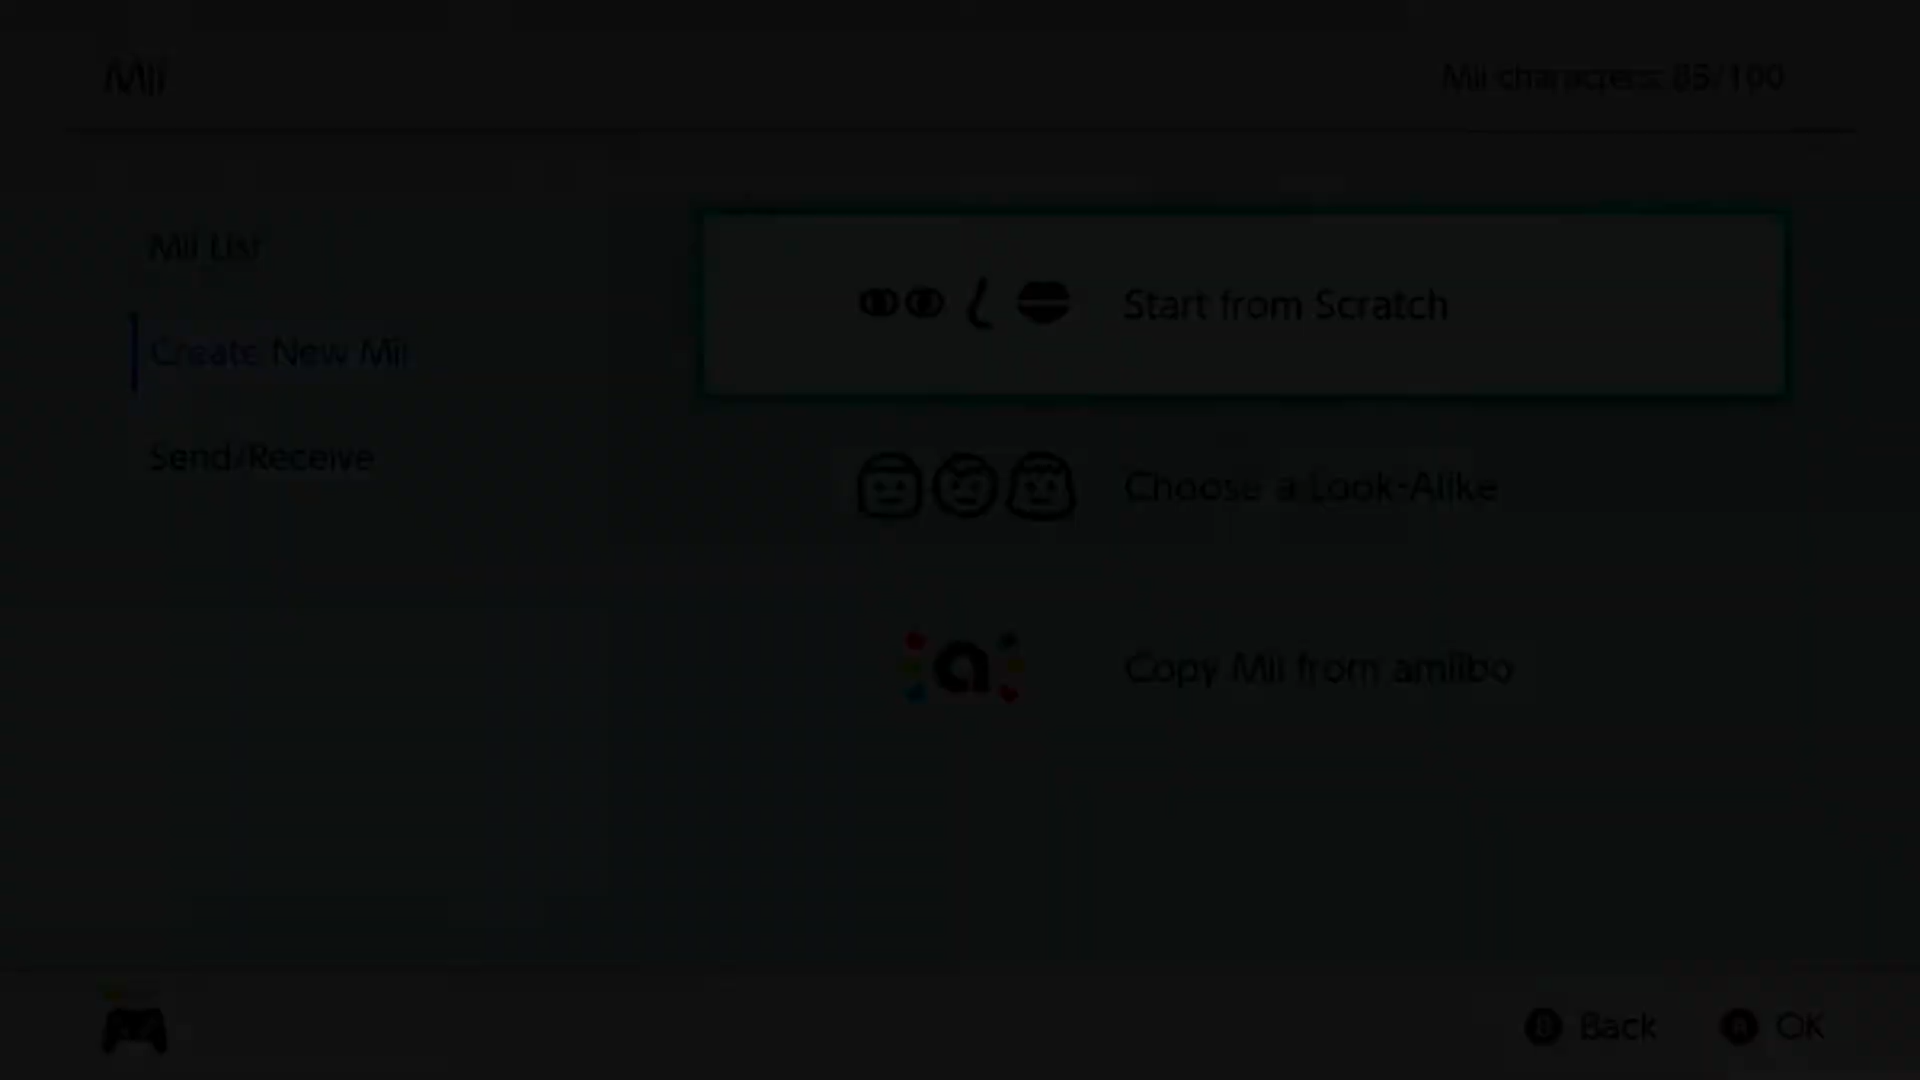 Mii
Mii characters: 85/100
Mii List
Create New Mii
Send/Receive
Start from Scratch
Choose a Look-Alike
Copy Mii from amiibo
B Back
A OK